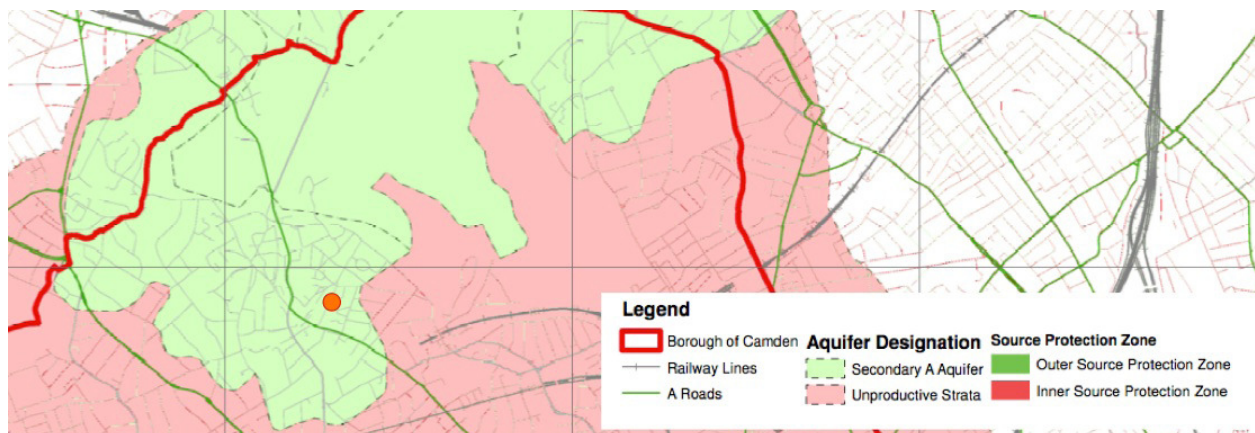 Legend
Borough of Camden
Railway Lines
A Roads
Aquifer Designation
Secondary A Aquifer
Unproductive Strata
Source Protection Zone
Outer Source Protection Zone
Inner Source Protection Zone